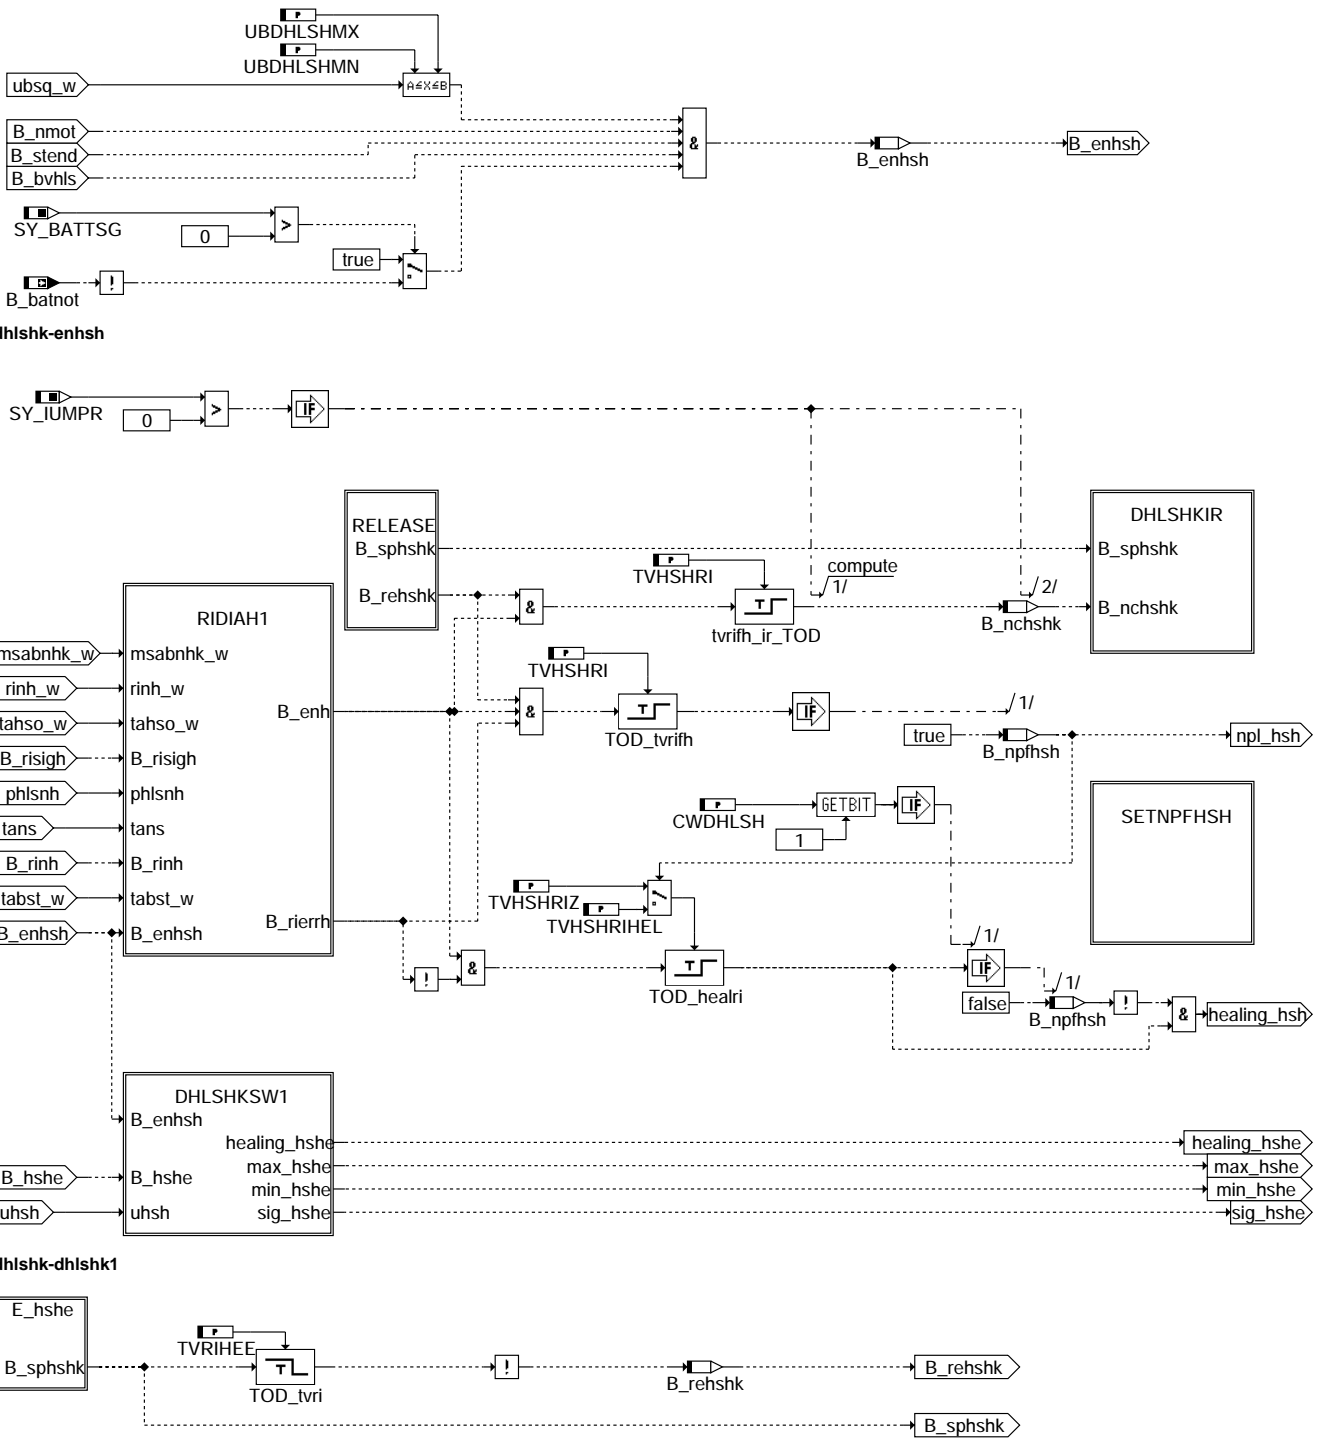 P
UBDHLSHMX
P
UBDHLSHMN
ubsq_w
A≤X≤B
B_nmot
B_stend
B_bvhls
&
B_enhsh
B_enhsh
SY_BATTSG
0
>
true
B_batnot
!
dhlshk-enhsh
SY_IUMPR
0
>
IF
RELEASE
B_sphshk
B_rehshk
DHLSHKIR
B_sphshk
B_nchshk
P
TVHSHRI
compute
1/
2/
&
T
tvrifh_ir_TOD
B_nchshk
RIDIAH1
msabnhk_w
msabnhk_w
rinh_w
rinh_w
tahso_w
tahso_w
B_risigh
B_risigh
phlsnh
phlsnh
tans
tans
B_rinh
B_rinh
tabst_w
tabst_w
B_enhsh
B_enhsh
B_enh
B_rierrh
P
TVHSHRI
&
T
TOD_tvrifh
IF
1/
true
B_npfhsh
npl_hsh
P
CWDHLSH
GETBIT
IF
1
SETNPFHSH
P
TVHSHRIZ
P
TVHSHRIHEL
!
&
T
TOD_healri
1/
IF
1/
false
B_npfhsh
!
&
healing_hsh
DHLSHKSW1
B_enhsh
healing_hshe
healing_hshe
max_hshe
max_hshe
B_hshe
B_hshe
min_hshe
min_hshe
uhsh
uhsh
sig_hshe
sig_hshe
dhlshk-dhlshk1
E_hshe
B_sphshk
P
TVRIHEE
T
TOD_tvri
!
B_rehshk
B_rehshk
B_sphshk